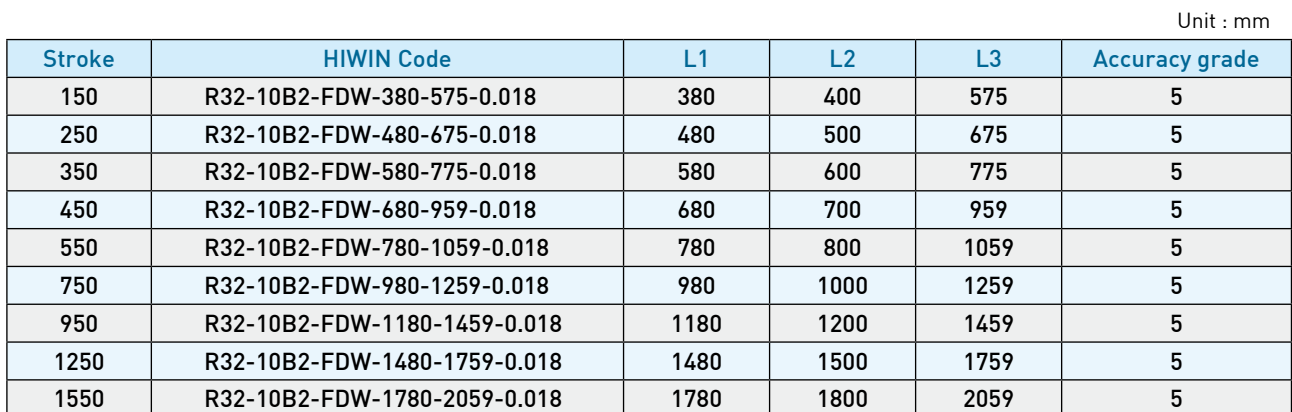 Unit : mm
Stroke HIWIN Code L1 L2 L3 Accuracy grade
150 R32-10B2-FDW-380-575-0.018 380 400 575 5
250 R32-10B2-FDW-480-675-0.018 480 500 675 5
350 R32-10B2-FDW-580-775-0.018 580 600 775 5
450 R32-10B2-FDW-680-959-0.018 680 700 959 5
550 R32-10B2-FDW-780-1059-0.018 780 800 1059 5
750 R32-10B2-FDW-980-1259-0.018 980 1000 1259 5
950 R32-10B2-FDW-1180-1459-0.018 1180 1200 1459 5
1250 R32-10B2-FDW-1480-1759-0.018 1480 1500 1759 5
1550 R32-10B2-FDW-1780-2059-0.018 1780 1800 2059 5